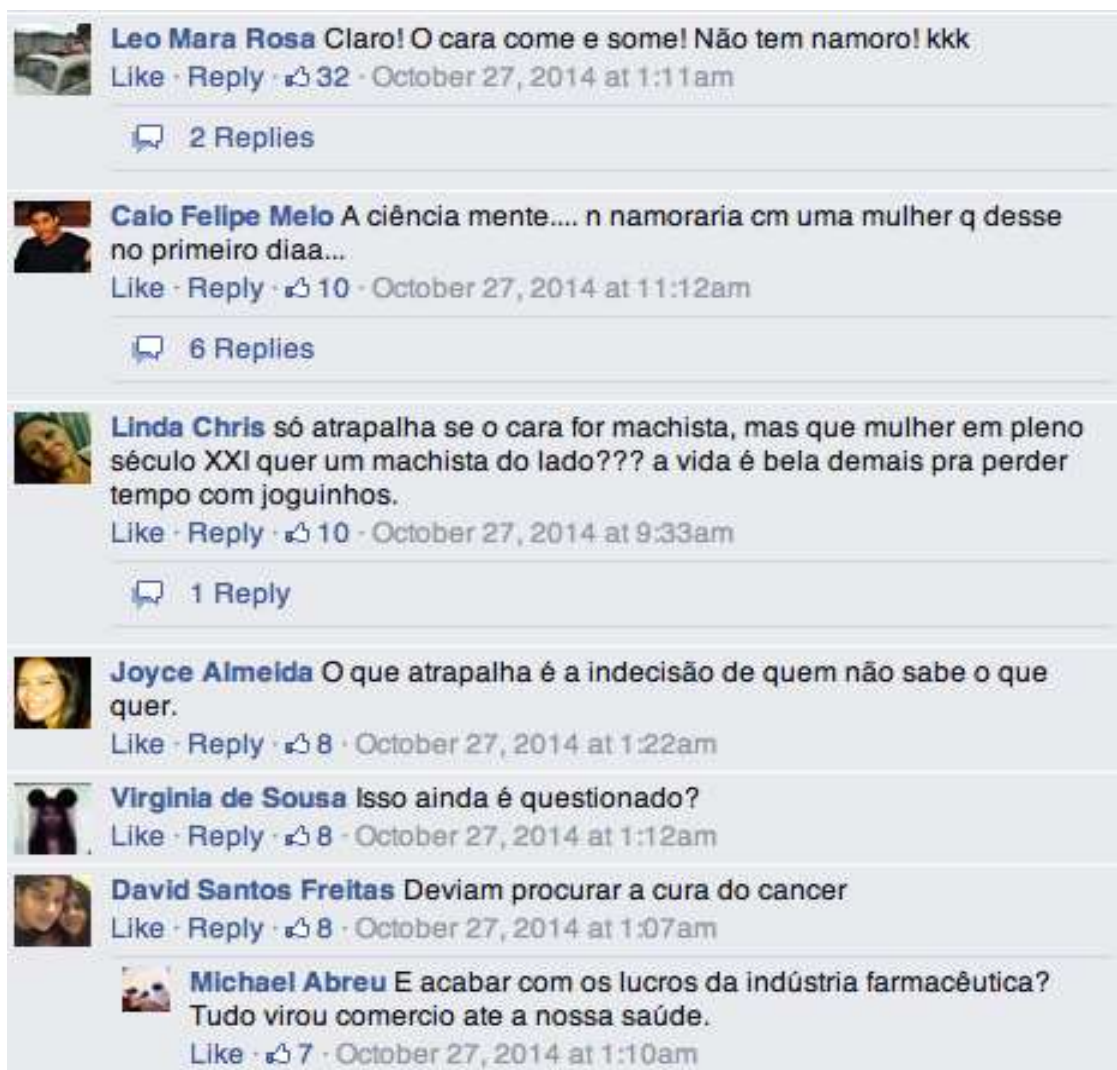 Leo Mara Rosa Claro! O cara come e some! Não tem namoro! kkk
Like · Reply · 32 · October 27, 2014 at 1:11am
2 Replies
Caio Felipe Melo A ciência mente.... n namoraria cm uma mulher q desse
no primeiro diaa...
Like · Reply · 10 · October 27, 2014 at 11:12am
6 Replies
Linda Chris só atrapalha se o cara for machista, mas que mulher em pleno
século XXI quer um machista do lado??? a vida é bela demais pra perder
tempo com joguinhos.
Like · Reply · 10 · October 27, 2014 at 9:33am
1 Reply
Joyce Almeida O que atrapalha é a indecisão de quem não sabe o que
quer.
Like · Reply · 8 · October 27, 2014 at 1:22am
Virginia de Sousa Isso ainda é questionado?
Like · Reply · 8 · October 27, 2014 at 1:12am
David Santos Freitas Deviam procurar a cura do cancer
Like · Reply · 8 · October 27, 2014 at 1:07am
Michael Abreu E acabar com os lucros da indústria farmacêutica?
Tudo virou comercio ate a nossa saúde.
Like · 7 · October 27, 2014 at 1:10am